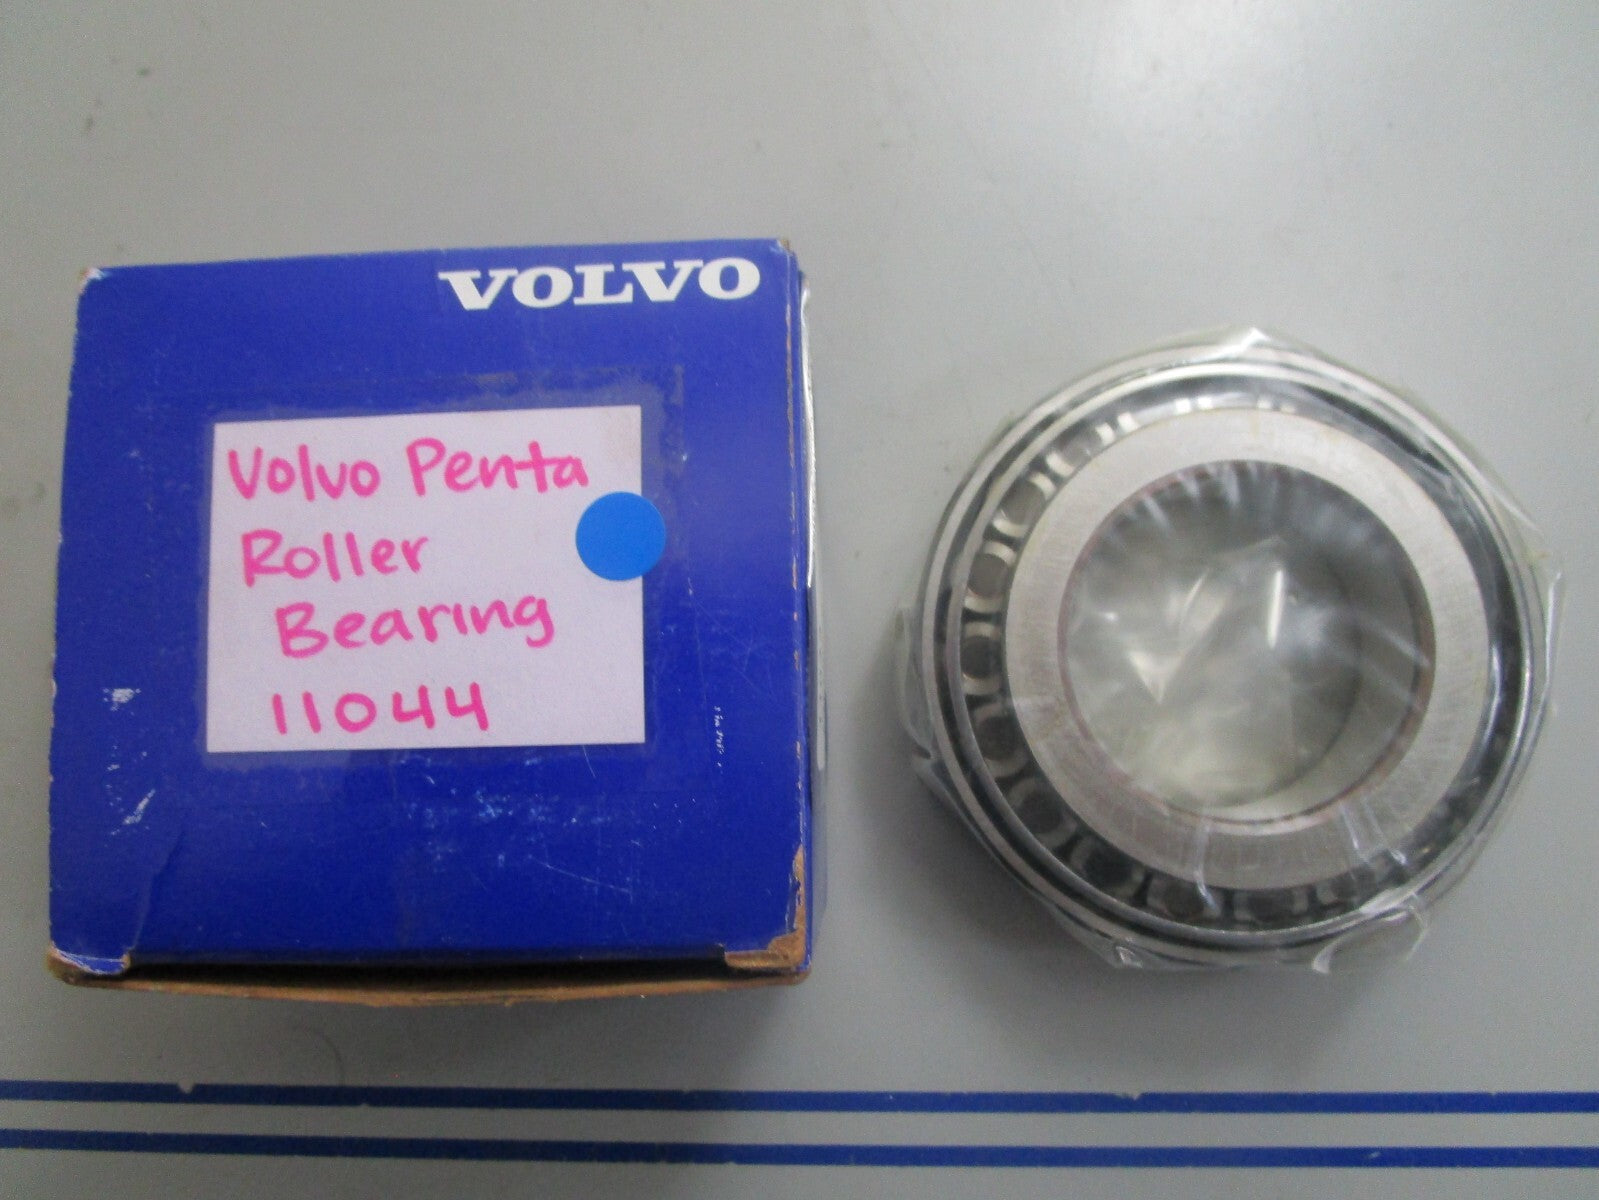 VOLVO
Volvo Penta
Roller
Bearing
11044